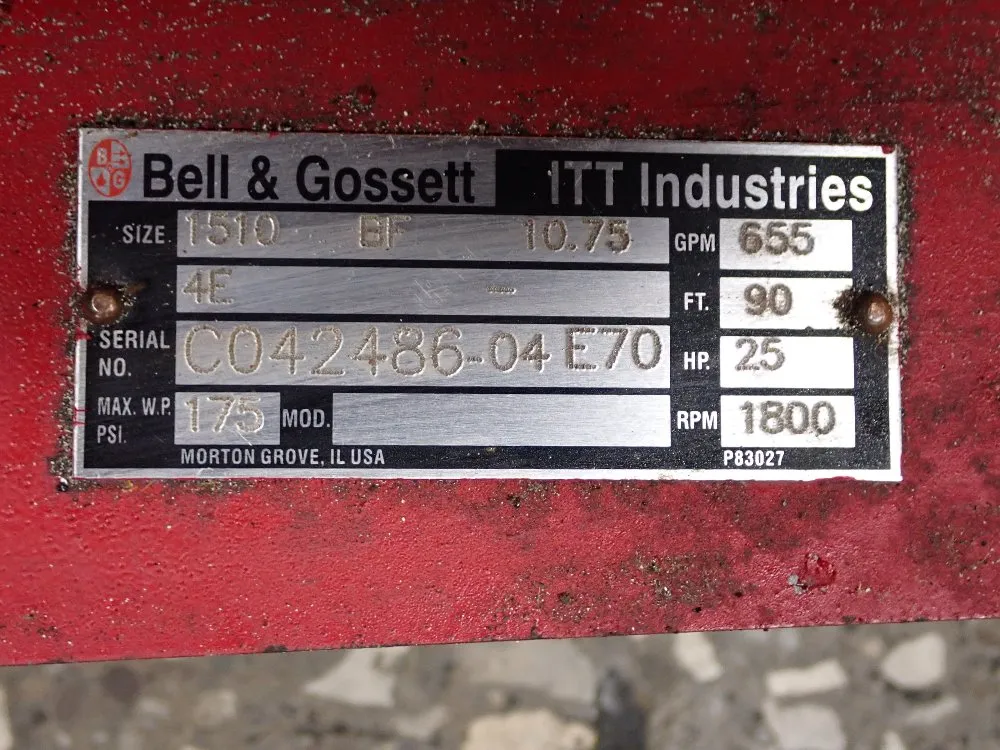 B G Bell & Gossett ITT Industries
SIZE 1510 BF 10.75 GPM 655
4E FT. 90
SERIAL NO. C042486-04 E70 HP. 25
MAX. W.P. PSI. 175 MOD. RPM 1800
MORTON GROVE, IL USA P83027